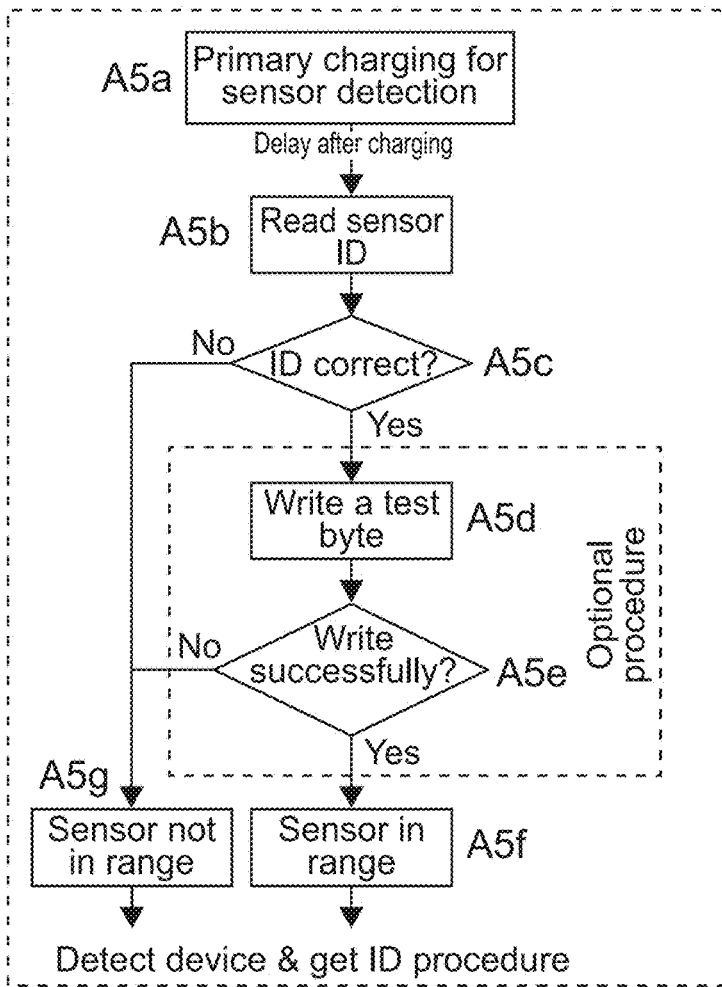 A5a
Primary charging for
sensor detection
Delay after charging
A5b
Read sensor
ID
No
ID correct?
A5c
Yes
Write a test
byte
A5d
Optional
procedure
No
Write
successfully?
A5e
Yes
A5g
Sensor not
in range
Sensor in
range
A5f
Detect device & get ID procedure